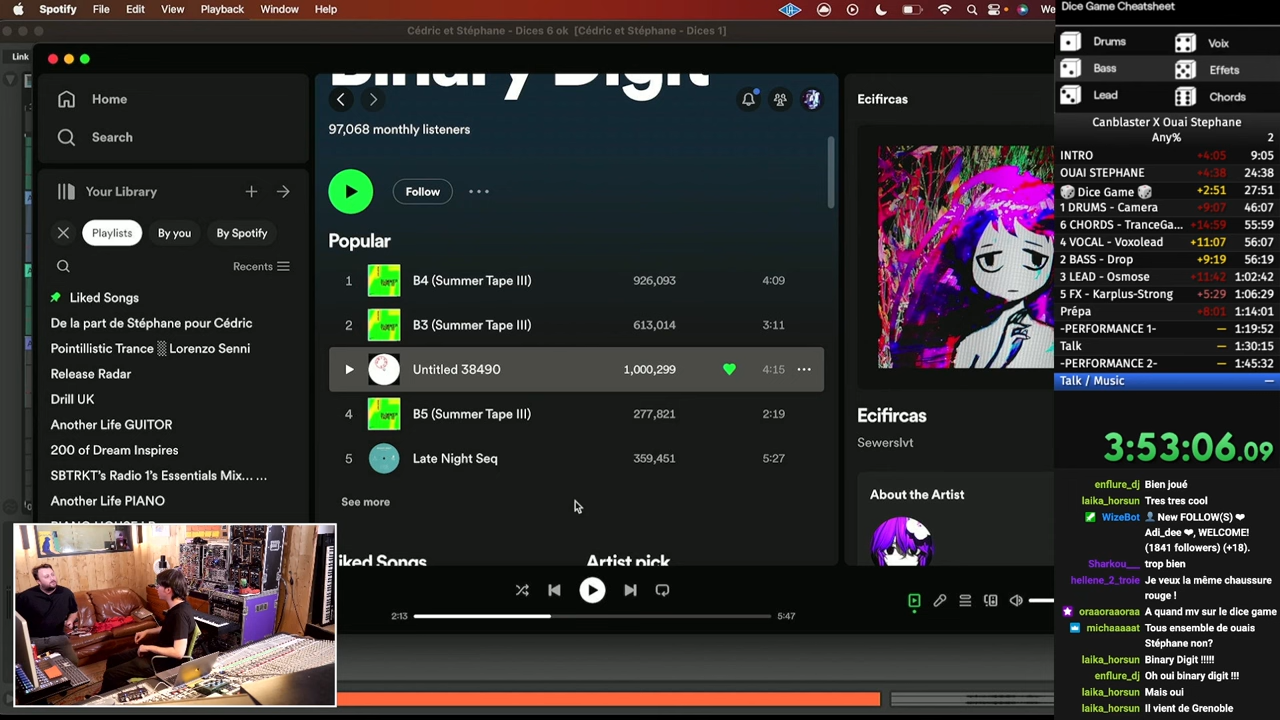 Spotify File Edit View Playback Window Help We
Cédric et Stéphane - Dices 6 ok [Cédric et Stéphane - Dices 1]
Link
Home
Search
Your Library
Playlists By you By Spotify
Recents
Liked Songs
De la part de Stéphane pour Cédric
Pointillistic Trance ░ Lorenzo Senni
Release Radar
Drill UK
Another Life GUITOR
200 of Dream Inspires
SBTRKT's Radio 1's Essentials Mix... ...
Another Life PIANO
Binary Digit
97,068 monthly listeners
Follow
Popular
1 B4 (Summer Tape III) 926,093 4:09
2 B3 (Summer Tape III) 613,014 3:11
Untitled 38490 1,000,299 4:15
4 B5 (Summer Tape III) 277,821 2:19
5 Late Night Seq 359,451 5:27
See more
Liked Songs Artist pick
2:13 5:47
Ecifircas
Ecifircas
Sewerslvt
About the Artist
Dice Game Cheatsheet
Drums Voix
Bass Effets
Lead Chords
Canblaster X Ouai Stephane
Any% 2
INTRO +4:05 9:05
OUAI STEPHANE +4:38 24:38
🎲 Dice Game 🎲 +2:51 27:51
1 DRUMS - Camera +9:07 46:07
6 CHORDS - TranceGa... +14:59 55:59
4 VOCAL - Voxolead +11:07 56:07
2 BASS - Drop +9:19 56:19
3 LEAD - Osmose +11:42 1:02:42
5 FX - Karplus-Strong +5:29 1:06:29
Prépa +8:01 1:14:01
-PERFORMANCE 1- — 1:19:52
Talk — 1:30:15
-PERFORMANCE 2- — 1:45:32
Talk / Music —
3:53:06.09
enflure_dj Bien joué
laika_horsun Tres tres cool
WizeBot 👤 New FOLLOW(S) ❤
Adi_dee ❤, WELCOME!
(1841 followers) (+18).
Sharkou__ trop bien
hellene_2_troie Je veux la même chaussure
rouge !
oraaoraaoraa A quand mv sur le dice game
michaaaaat Tous ensemble de ouais
Stéphane non?
laika_horsun Binary Digit !!!!!
enflure_dj Oh oui binary digit !!!
laika_horsun Mais oui
laika_horsun Il vient de Grenoble